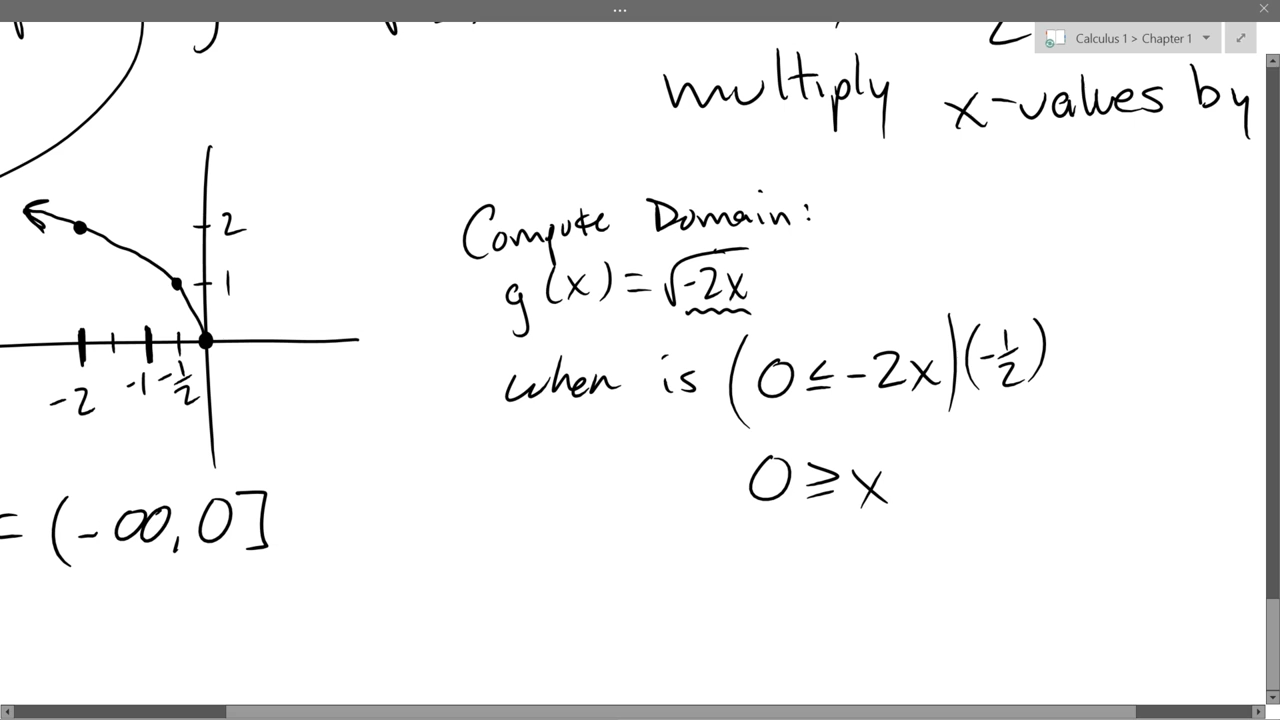 ...
Calculus 1 > Chapter 1
2
multiply x-values by
2
1
-2 -1 -1/2
= (-∞, 0]
Compute Domain:
g(x) = √-2x
when is (0 ≤ -2x)(-1/2)
0 ≥ x